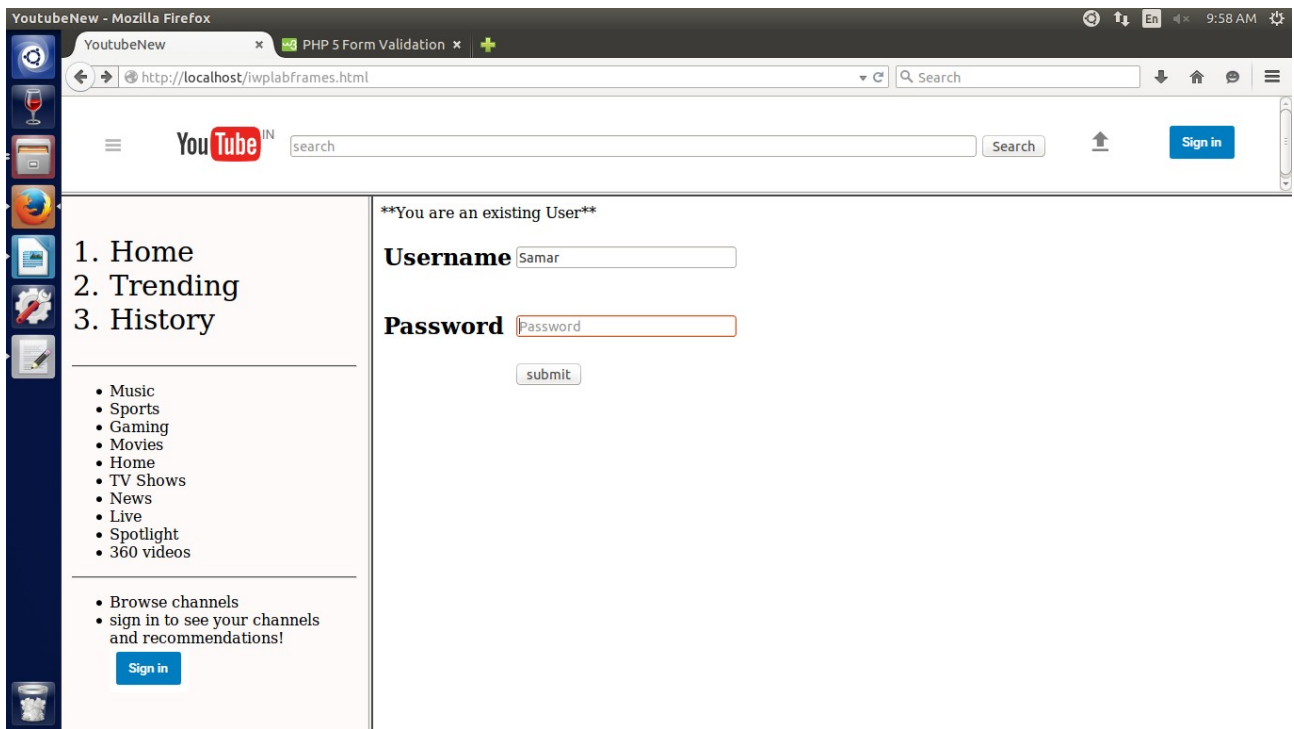 YoutubeNew - Mozilla Firefox
En 9:58 AM
YoutubeNew PHP 5 Form Validation
http://localhost/iwplabframes.html Search
YouTube IN search Search Sign in
**You are an existing User**
Username Samar
Password Password
submit
1. Home
2. Trending
3. History
• Music
• Sports
• Gaming
• Movies
• Home
• TV Shows
• News
• Live
• Spotlight
• 360 videos
• Browse channels
• sign in to see your channels
and recommendations!
Sign in